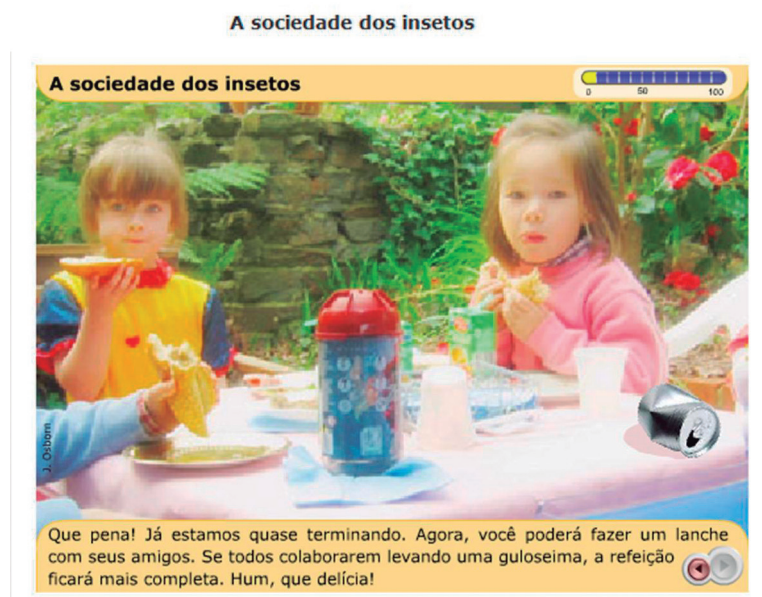 A sociedade dos insetos
A sociedade dos insetos
0 50 100
J. Osborn
Que pena! Já estamos quase terminando. Agora, você poderá fazer um lanche
com seus amigos. Se todos colaborarem levando uma guloseima, a refeição
ficará mais completa. Hum, que delícia!